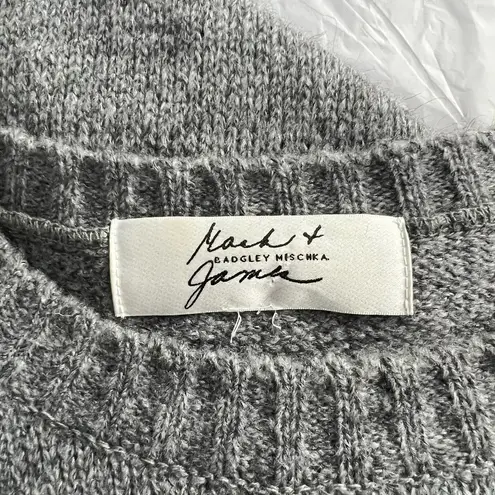 Mark +
BADGLEY MISCHKA.
James